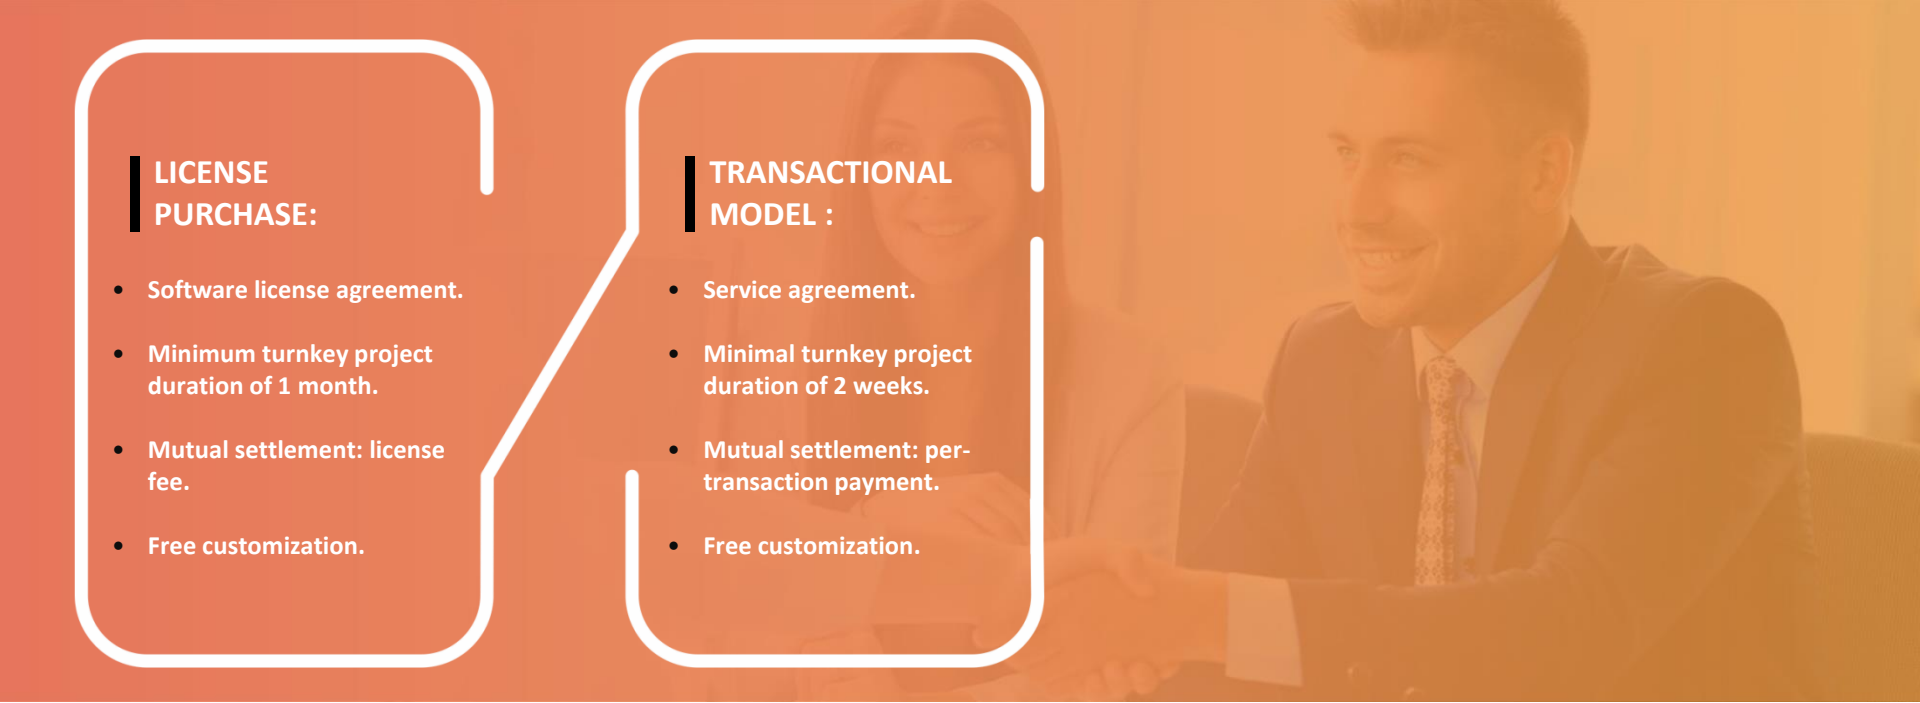 LICENSE
PURCHASE:
• Software license agreement.
• Minimum turnkey project
duration of 1 month.
• Mutual settlement: license
fee.
• Free customization.
TRANSACTIONAL
MODEL :
• Service agreement.
• Minimal turnkey project
duration of 2 weeks.
• Mutual settlement: per-
transaction payment.
• Free customization.